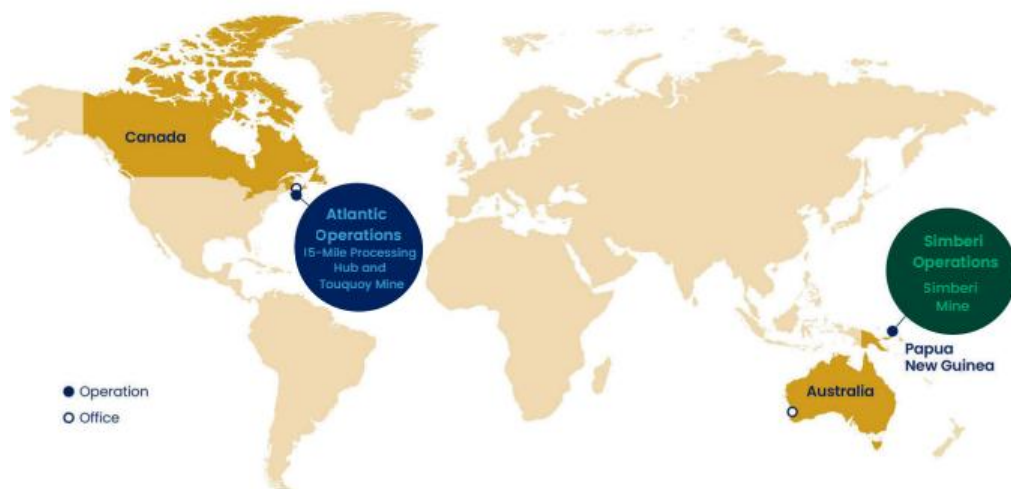 Canada
Atlantic
Operations
15-Mile Processing
Hub and
Touquoy Mine
Simberi
Operations
Simberi
Mine
Papua
New Guinea
Australia
Operation
Office